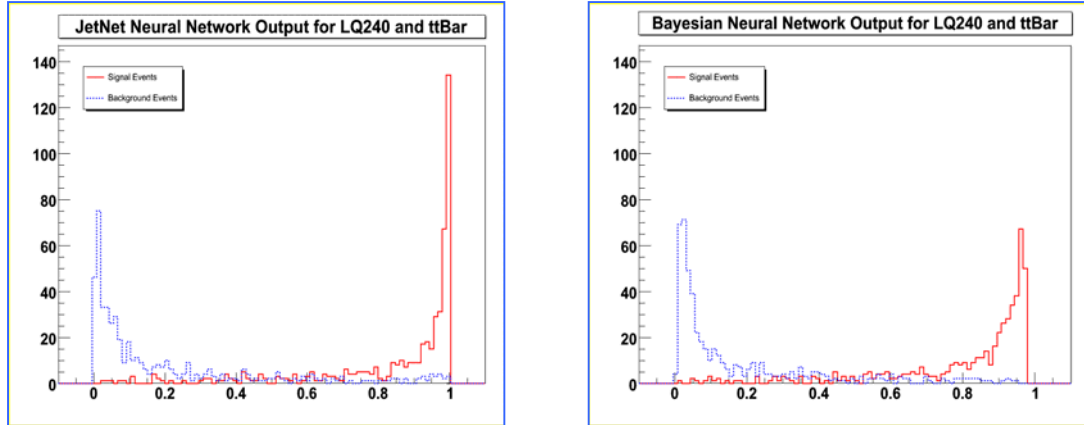 JetNet Neural Network Output for LQ240 and ttBar
140
120
100
80
60
40
20
0
Signal Events
Background Events
0 0.2 0.4 0.6 0.8 1
Bayesian Neural Network Output for LQ240 and ttBar
140
120
100
80
60
40
20
0
Signal Events
Background Events
0 0.2 0.4 0.6 0.8 1